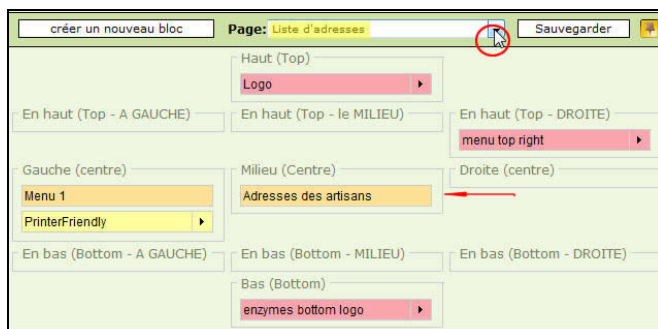 créer un nouveau bloc Page: Liste d'adresses Sauvegarder
Haut (Top)
Logo
En haut (Top - A GAUCHE) En haut (Top - le MILIEU) En haut (Top - DROITE)
menu top right
Gauche (centre) Milieu (Centre) Droite (centre)
Menu 1 Adresses des artisans
PrinterFriendly
En bas (Bottom - A GAUCHE) En bas (Bottom - MILIEU) En bas (Bottom - DROITE)
Bas (Bottom)
enzymes bottom logo